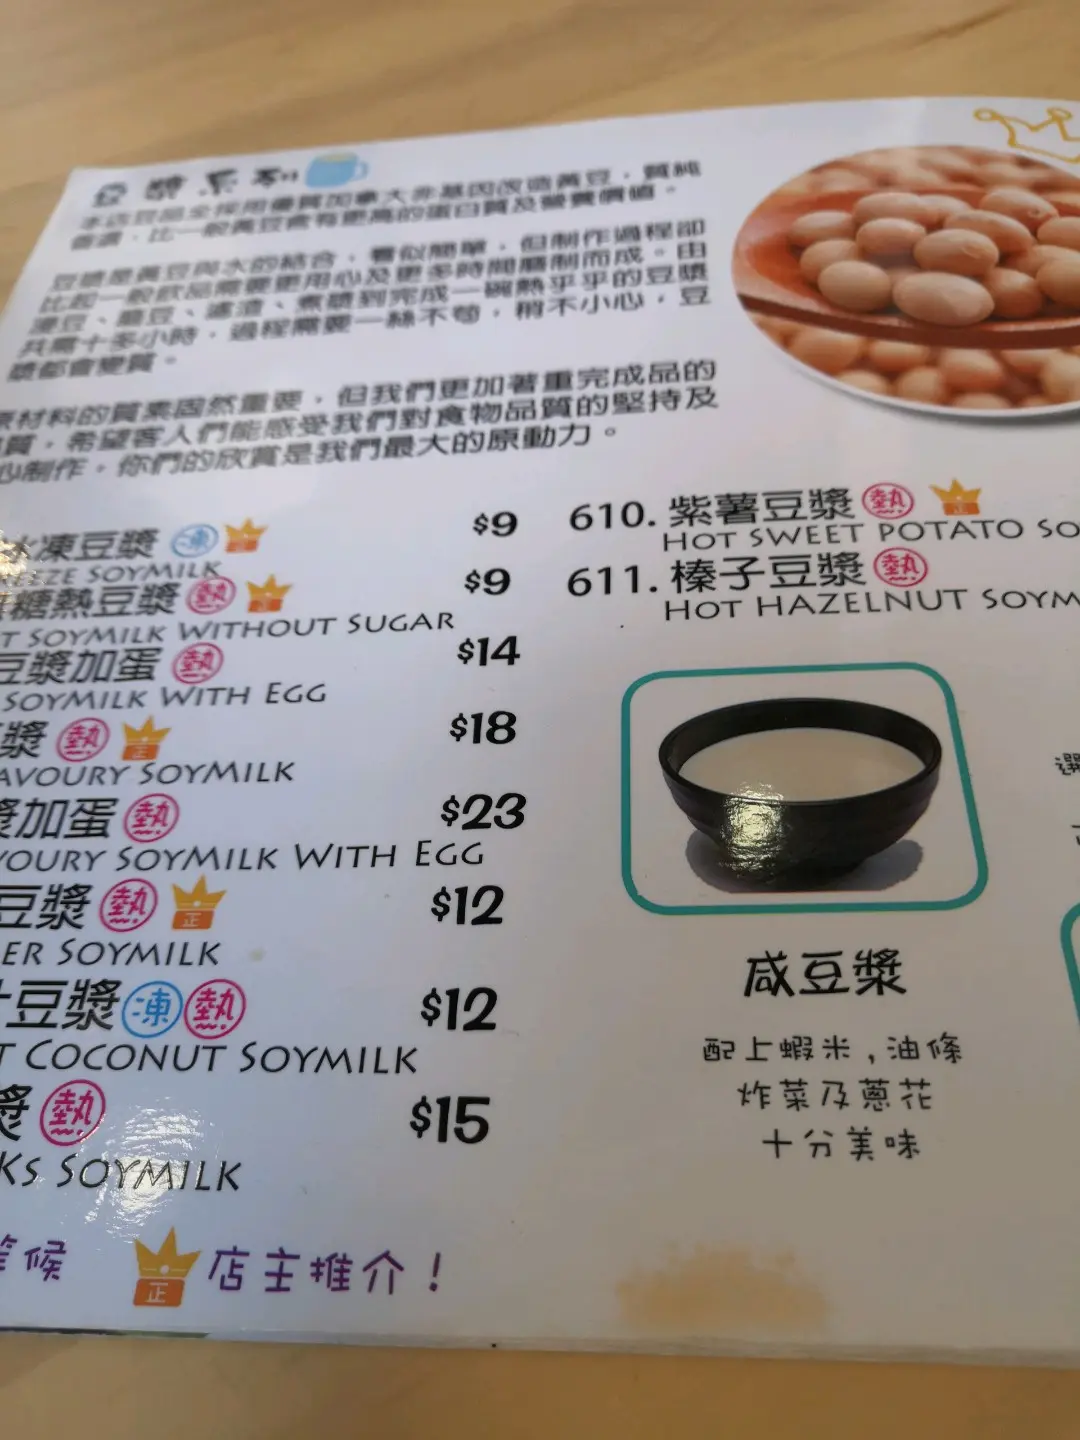 豆漿系列
本店豆品全採用優質加拿大非基因改造黃豆，質純
香濃，比一般黃豆含有更高的蛋白質及營養價值。
豆漿是黃豆與水的結合，看似簡單，但制作過程卻
比起一般飲品需要更用心及更多時間磨制而成。由
浸豆、磨豆、濾渣、煮漿到完成一碗熱乎乎的豆漿
共需十多小時，過程需要一絲不苟，稍不小心，豆
漿都會變質。
原材料的質素固然重要，但我們更加著重完成品的
質，希望客人們能感受我們對食物品質的堅持及
心制作。你們的欣賞是我們最大的原動力。
冰凍豆漿 凍 正 $9
SOYMILK
糖熱豆漿 熱 正 $9
SOYMILK WITHOUT SUGAR
豆漿加蛋 熱 $14
SOYMILK WITH EGG
漿 熱 正 $18
AVOURY SOYMILK
漿加蛋 熱 $23
VOURY SOYMILK WITH EGG
豆漿 熱 正 $12
ER SOYMILK
汁豆漿 凍 熱 $12
T COCONUT SOYMILK
漿 熱 $15
KS SOYMILK
候 正 店主推介！
610. 紫薯豆漿 熱 正
HOT SWEET POTATO SO
611. 榛子豆漿 熱
HOT HAZELNUT SOYM
咸豆漿
配上蝦米,油條
炸菜及蔥花
十分美味
選